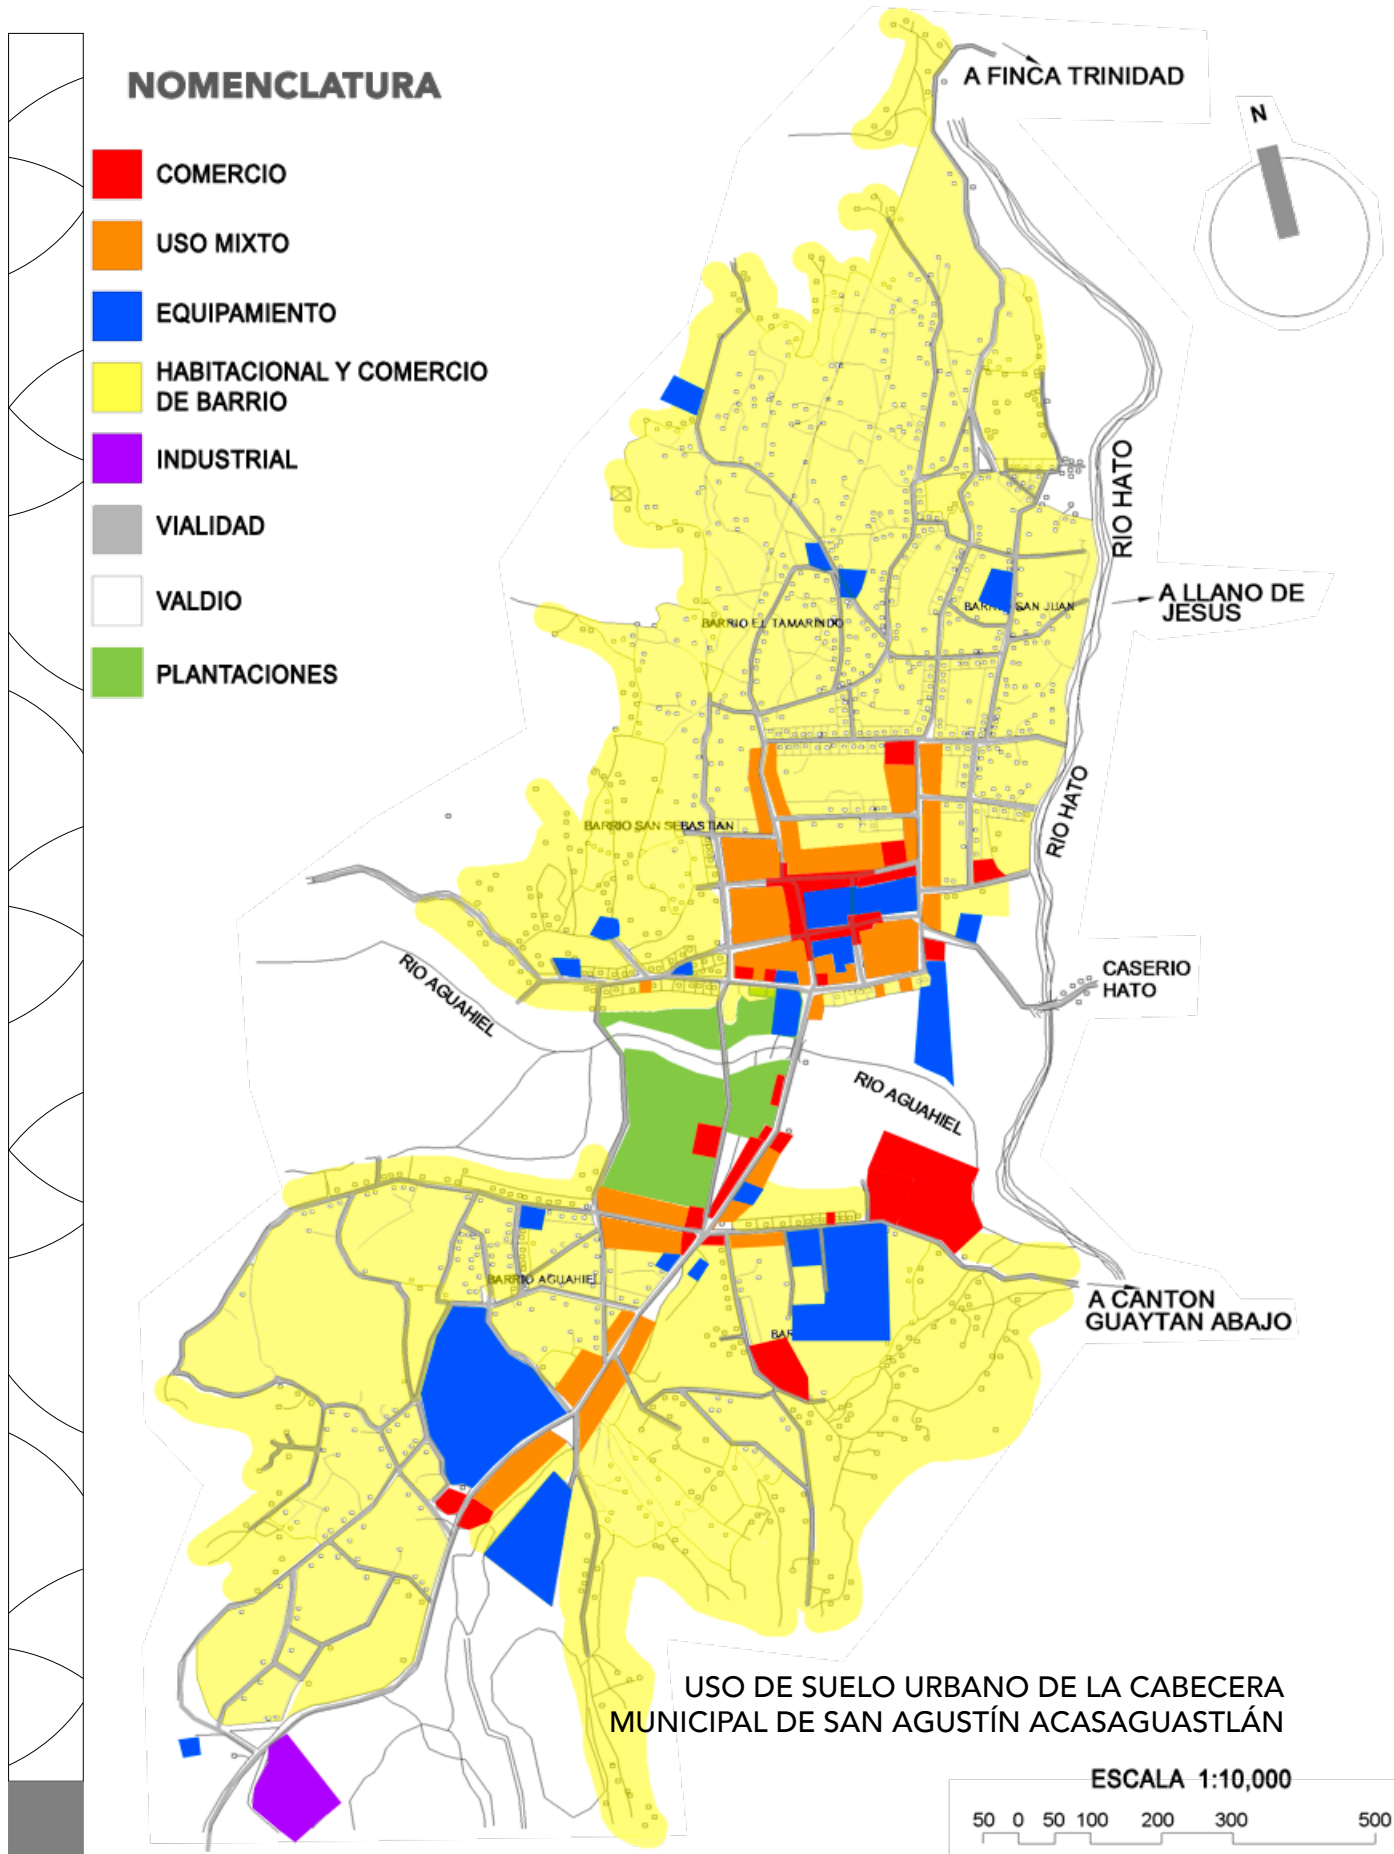 NOMENCLATURA
COMERCIO
USO MIXTO
EQUIPAMIENTO
HABITACIONAL Y COMERCIO
DE BARRIO
INDUSTRIAL
VIALIDAD
VALDIO
PLANTACIONES
A FINCA TRINIDAD
N
RIO HATO
A LLANO DE
JESUS
BARRIO SAN JUAN
BARRIO EL TAMARINDO
RIO HATO
BARRIO SAN SEBASTIAN
CASERIO
HATO
RIO AGUAHIEL
RIO AGUAHIEL
BARRIO AGUAHIEL
A CANTON
GUAYTAN ABAJO
BAR
USO DE SUELO URBANO DE LA CABECERA
MUNICIPAL DE SAN AGUSTÍN ACASAGUASTLÁN
ESCALA 1:10,000
50 0 50 100 200 300 500